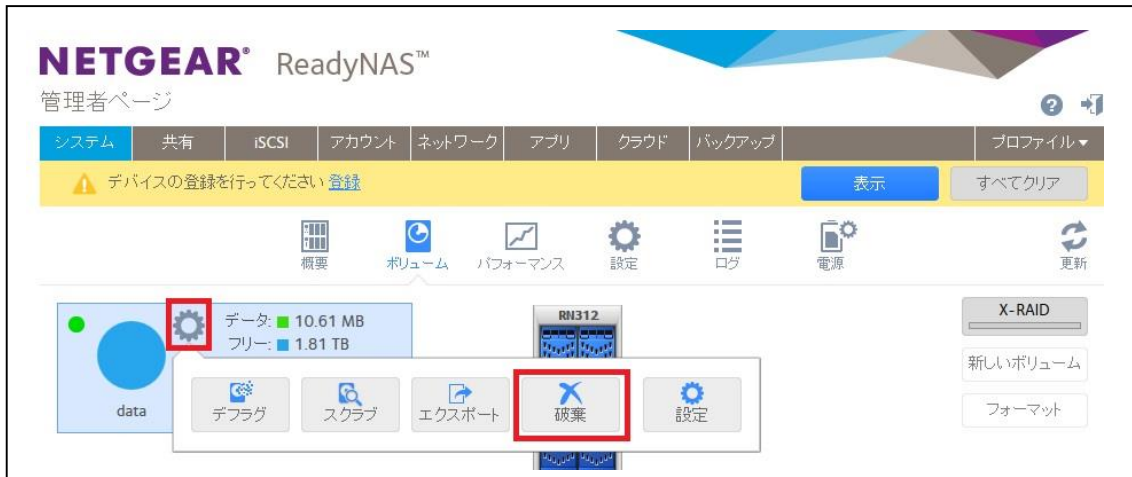 NETGEAR® ReadyNAS™
管理者ページ
システム 共有 iSCSI アカウント ネットワーク アプリ クラウド バックアップ プロファイル▼
デバイスの登録を行ってください 登録 表示 すべてクリア
概要 ボリューム パフォーマンス 設定 ログ 電源 更新
データ: 10.61 MB
フリー: 1.81 TB
RN312
X-RAID
新しいボリューム
data
デフラグ スクラブ エクスポート 破棄 設定
フォーマット